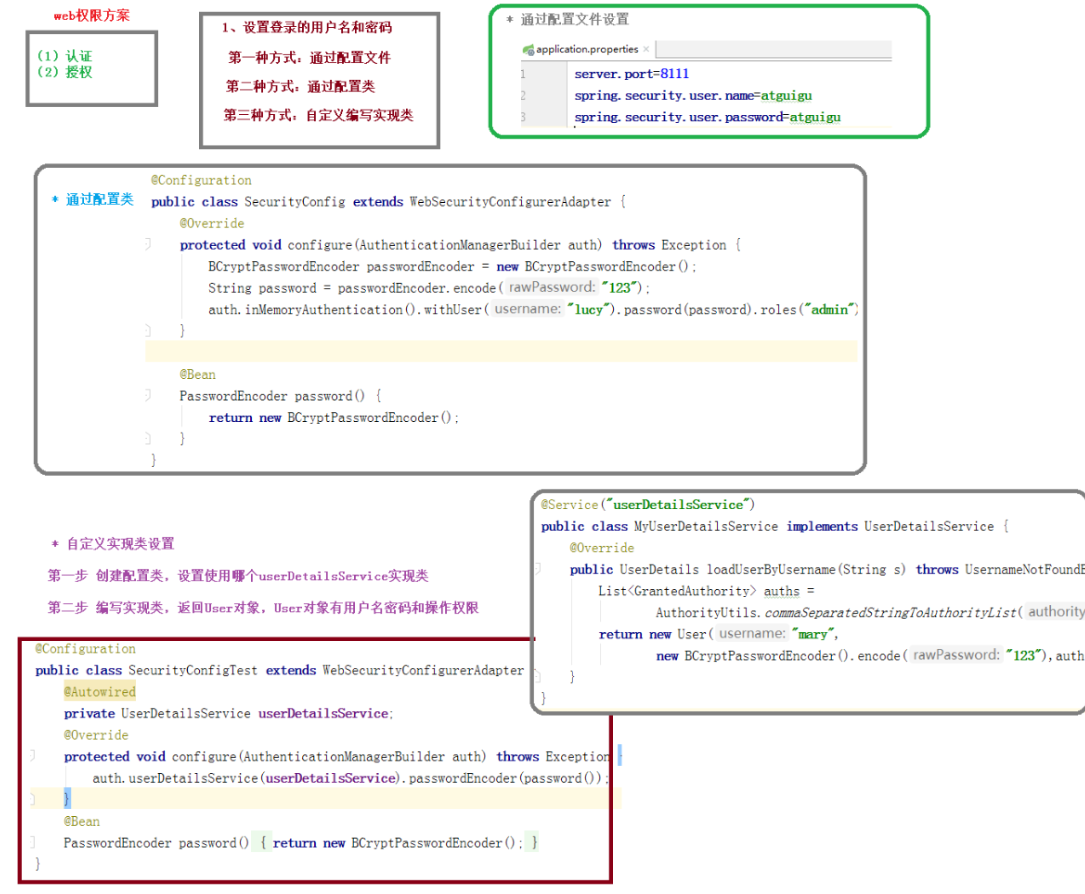 web权限方案
(1) 认证
(2) 授权
1、设置登录的用户名和密码
第一种方式：通过配置文件
第二种方式：通过配置类
第三种方式：自定义编写实现类
* 通过配置文件设置
application.properties ×
1 server.port=8111
2 spring.security.user.name=atguigu
3 spring.security.user.password=atguigu
* 通过配置类
@Configuration
public class SecurityConfig extends WebSecurityConfigurerAdapter {
@Override
protected void configure(AuthenticationManagerBuilder auth) throws Exception {
BCryptPasswordEncoder passwordEncoder = new BCryptPasswordEncoder();
String password = passwordEncoder.encode( rawPassword: "123");
auth.inMemoryAuthentication().withUser( username: "lucy").password(password).roles("admin")
}
@Bean
PasswordEncoder password() {
return new BCryptPasswordEncoder();
}
}
* 自定义实现类设置
第一步 创建配置类，设置使用哪个userDetailsService实现类
第二步 编写实现类，返回User对象，User对象有用户名密码和操作权限
@Service("userDetailsService")
public class MyUserDetailsService implements UserDetailsService {
@Override
public UserDetails loadUserByUsername(String s) throws UsernameNotFoundE
List<GrantedAuthority> auths =
AuthorityUtils.commaSeparatedStringToAuthorityList( authority
return new User( username: "mary",
new BCryptPasswordEncoder().encode( rawPassword: "123"),auth
}
}
@Configuration
public class SecurityConfigTest extends WebSecurityConfigurerAdapter
@Autowired
private UserDetailsService userDetailsService;
@Override
protected void configure(AuthenticationManagerBuilder auth) throws Exception {
auth.userDetailsService(userDetailsService).passwordEncoder(password());
}
@Bean
PasswordEncoder password() { return new BCryptPasswordEncoder(); }
}